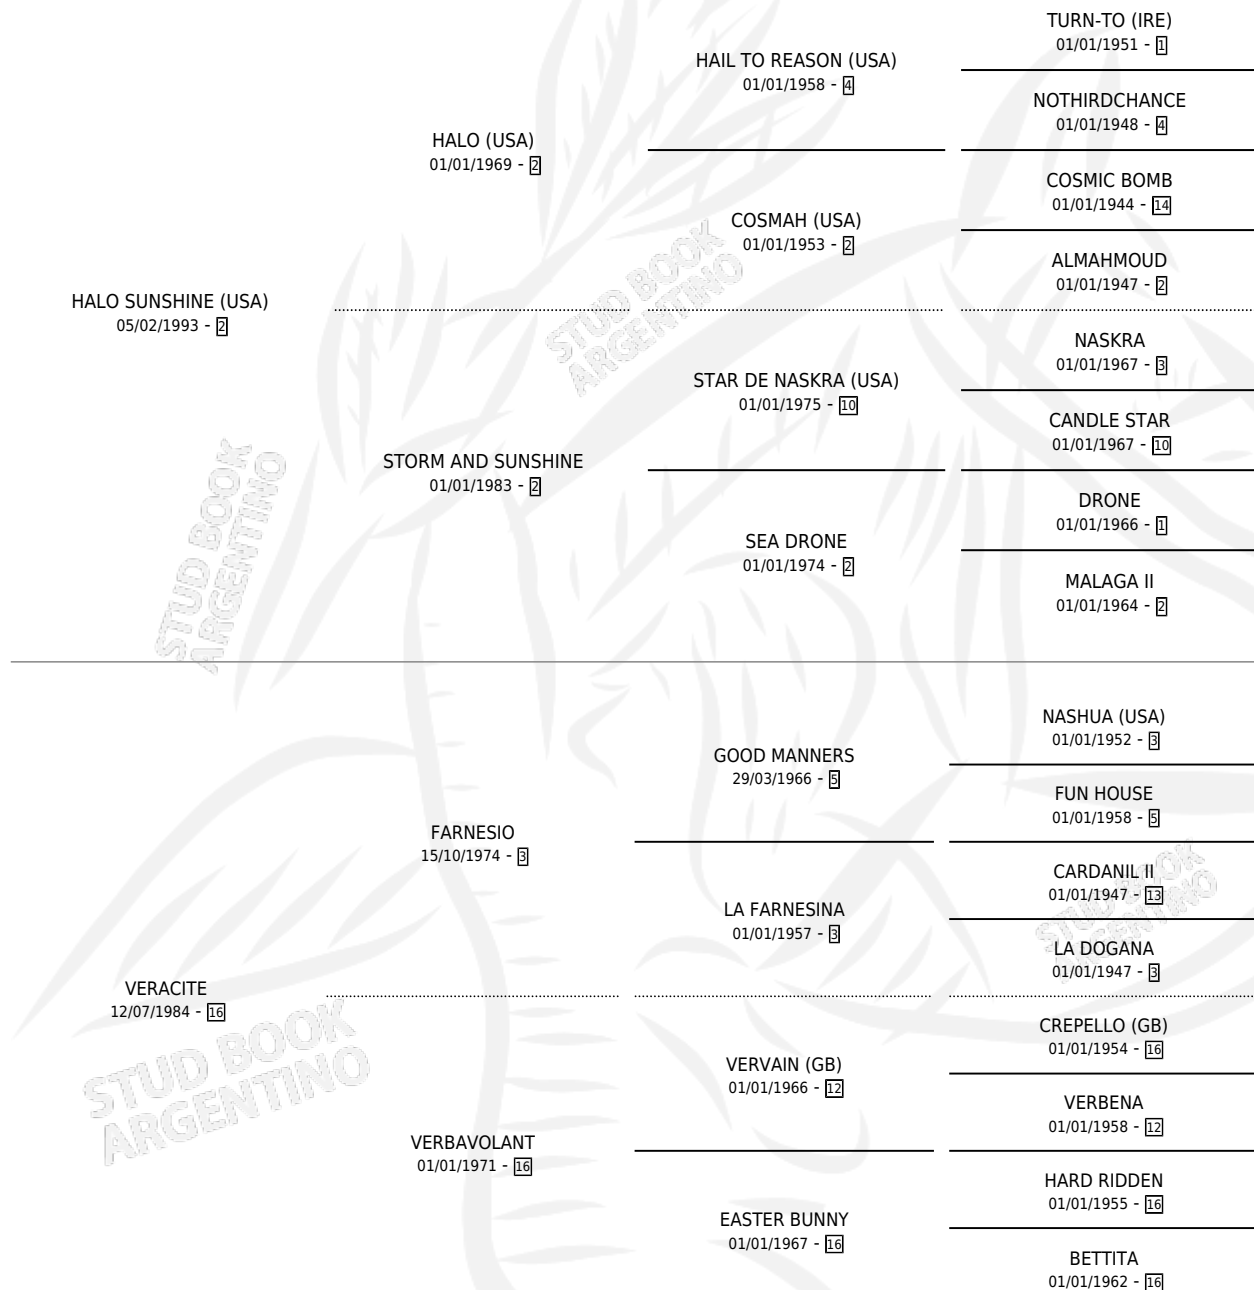 TURN-TO (IRE)
01/01/1951 - 1
HAIL TO REASON (USA)
01/01/1958 - 4
NOTHIRDCHANCE
01/01/1948 - 4
HALO (USA)
01/01/1969 - 2
COSMIC BOMB
01/01/1944 - 14
COSMAH (USA)
01/01/1953 - 2
ALMAHMOUD
01/01/1947 - 2
HALO SUNSHINE (USA)
05/02/1993 - 2
NASKRA
01/01/1967 - 3
STAR DE NASKRA (USA)
01/01/1975 - 10
CANDLE STAR
01/01/1967 - 10
STORM AND SUNSHINE
01/01/1983 - 2
DRONE
01/01/1966 - 1
SEA DRONE
01/01/1974 - 2
MALAGA II
01/01/1964 - 2
NASHUA (USA)
01/01/1952 - 3
GOOD MANNERS
29/03/1966 - 5
FUN HOUSE
01/01/1958 - 5
FARNESIO
15/10/1974 - 3
CARDANIL II
01/01/1947 - 13
LA FARNESINA
01/01/1957 - 3
LA DOGANA
01/01/1947 - 3
VERACITE
12/07/1984 - 16
CREPELLO (GB)
01/01/1954 - 16
VERVAIN (GB)
01/01/1966 - 12
VERBENA
01/01/1958 - 12
VERBAVOLANT
01/01/1971 - 16
HARD RIDDEN
01/01/1955 - 16
EASTER BUNNY
01/01/1967 - 16
BETTITA
01/01/1962 - 16
STUD BOOK
ARGENTINO
STUD BOOK
ARGENTINO
STUD BOOK
ARGENTINO
STUD BOOK
ARGENTINO